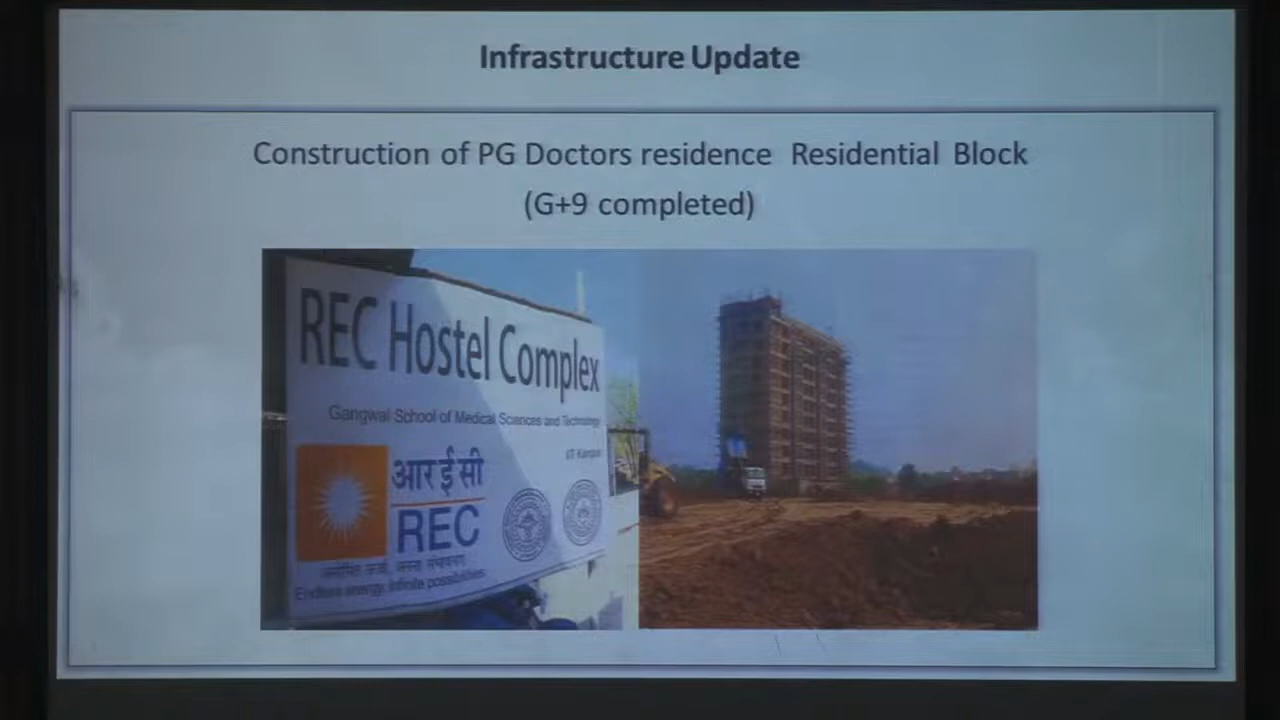 Infrastructure Update
Construction of PG Doctors residence Residential Block
(G+9 completed)
REC Hostel Complex
Gangwal School of Medical Sciences and Technology
IIT Kanpur
आर ई सी
REC
Endless energy. Infinite possibilities.